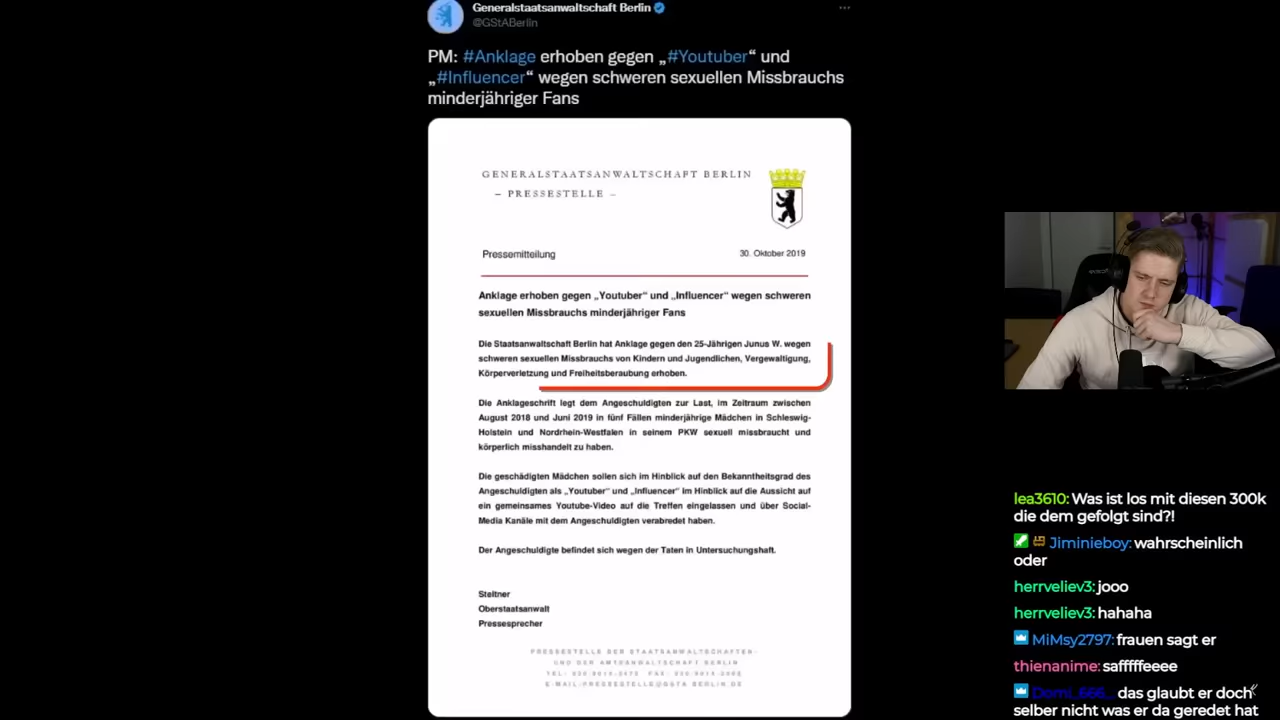 Generalstaatsanwaltschaft Berlin
@GStABerlin
PM: #Anklage erhoben gegen „#Youtuber“ und
„#Influencer“ wegen schweren sexuellen Missbrauchs
minderjähriger Fans
GENERALSTAATSANWALTSCHAFT BERLIN
– PRESSESTELLE –
Pressemitteilung
30. Oktober 2019
Anklage erhoben gegen „Youtuber“ und „Influencer“ wegen schweren
sexuellen Missbrauchs minderjähriger Fans
Die Staatsanwaltschaft Berlin hat Anklage gegen den 25-Jährigen Junus W. wegen
schweren sexuellen Missbrauchs von Kindern und Jugendlichen, Vergewaltigung,
Körperverletzung und Freiheitsberaubung erhoben.
Die Anklageschrift legt dem Angeschuldigten zur Last, im Zeitraum zwischen
August 2018 und Juni 2019 in fünf Fällen minderjährige Mädchen in Schleswig-
Holstein und Nordrhein-Westfalen in seinem PKW sexuell missbraucht und
körperlich misshandelt zu haben.
Die geschädigten Mädchen sollen sich im Hinblick auf den Bekanntheitsgrad des
Angeschuldigten als „Youtuber“ und „Influencer“ im Hinblick auf die Aussicht auf
ein gemeinsames Youtube-Video auf die Treffen eingelassen und über Social-
Media Kanäle mit dem Angeschuldigten verabredet haben.
Der Angeschuldigte befindet sich wegen der Taten in Untersuchungshaft.
Steltner
Oberstaatsanwalt
Pressesprecher
PRESSESTELLE DER STAATSANWALTSCHAFTEN
UND DER AMTSANWALTSCHAFT BERLIN
lea3610: Was ist los mit diesen 300k
die dem gefolgt sind?!
Jiminieboy: wahrscheinlich
oder
herrveliev3: jooo
herrveliev3: hahaha
MiMsy2797: frauen sagt er
thienanime: saffffeeee
das glaubt er doch
selber nicht was er da geredet hat